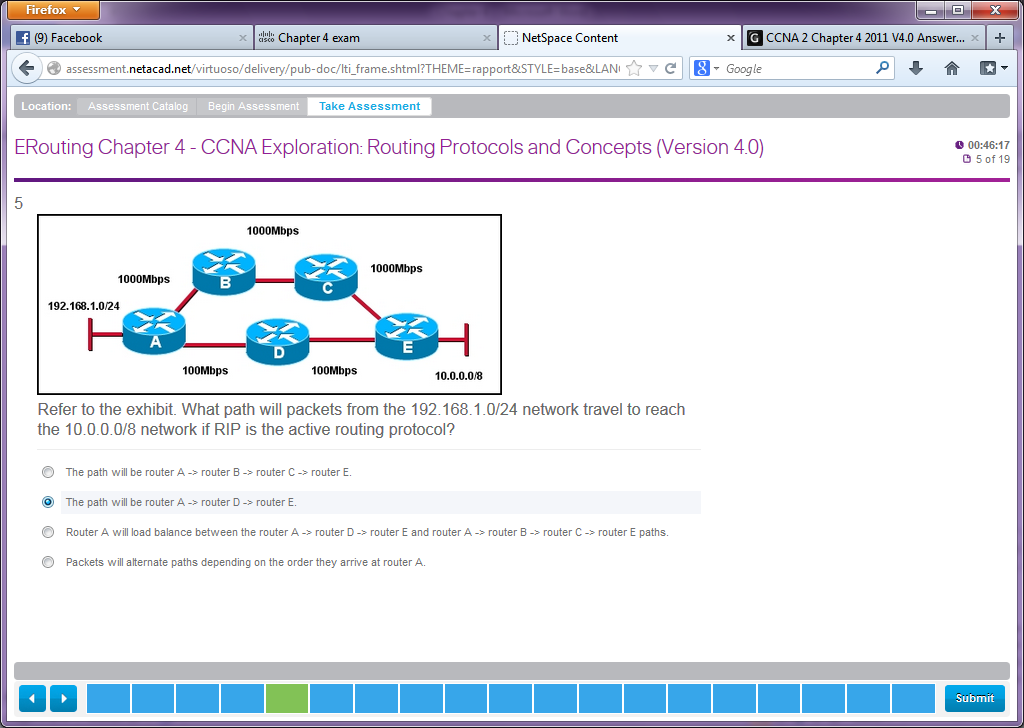 Firefox
(9) Facebook
Chapter 4 exam
NetSpace Content
CCNA 2 Chapter 4 2011 V4.0 Answer...
assessment.netacad.net/virtuoso/delivery/pub-doc/lti_frame.shtml?THEME=rapport&STYLE=base&LAN
Google
Location: Assessment Catalog Begin Assessment Take Assessment
ERouting Chapter 4 - CCNA Exploration: Routing Protocols and Concepts (Version 4.0)
00:46:17
5 of 19
5
1000Mbps
1000Mbps
1000Mbps
B
C
192.168.1.0/24
A
D
E
100Mbps
100Mbps
10.0.0.0/8
Refer to the exhibit. What path will packets from the 192.168.1.0/24 network travel to reach
the 10.0.0.0/8 network if RIP is the active routing protocol?
The path will be router A -> router B -> router C -> router E.
The path will be router A -> router D -> router E.
Router A will load balance between the router A -> router D -> router E and router A -> router B -> router C -> router E paths.
Packets will alternate paths depending on the order they arrive at router A.
Submit